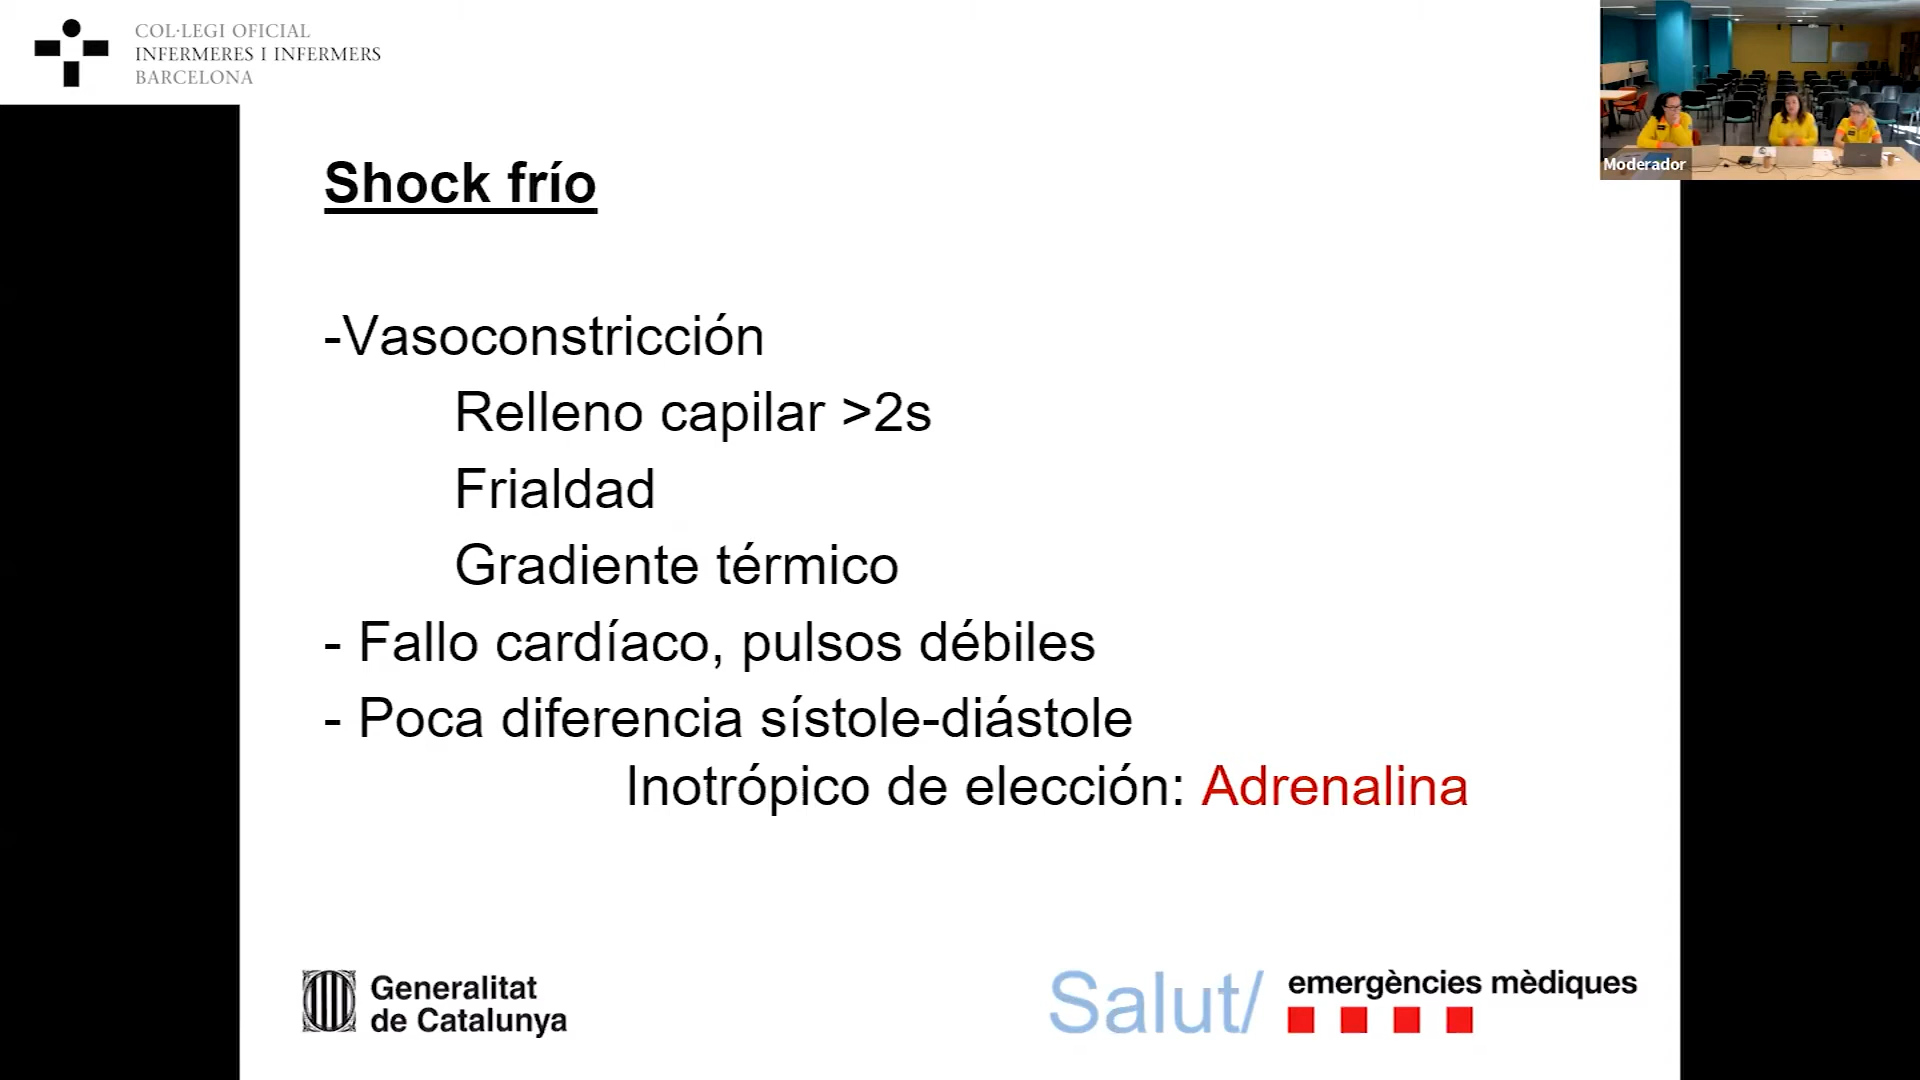 COL·LEGI OFICIAL
INFERMERES I INFERMERS
BARCELONA
Moderador
Shock frío
-Vasoconstricción
Relleno capilar >2s
Frialdad
Gradiente térmico
- Fallo cardíaco, pulsos débiles
- Poca diferencia sístole-diástole
Inotrópico de elección: Adrenalina
Generalitat
de Catalunya
Salut/ emergències mèdiques